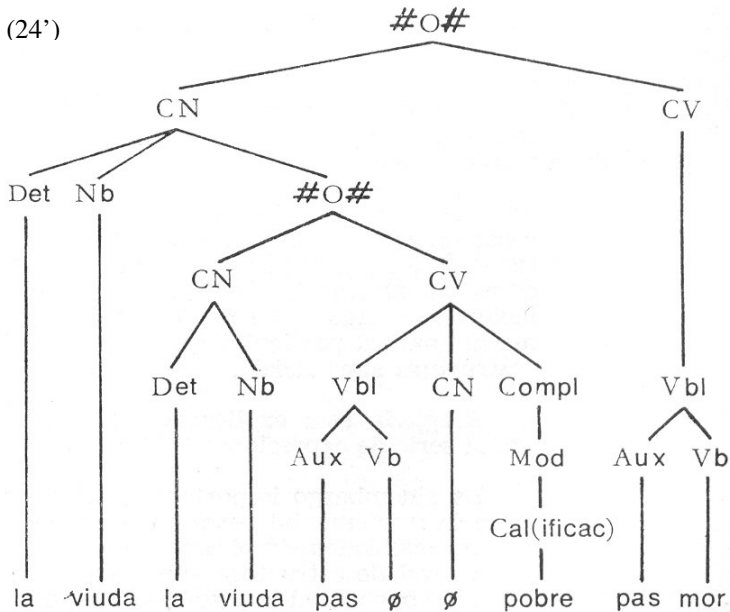 (24’)
#O#
CN CV
Det Nb #O#
CN CV
Det Nb Vbl CN Compl Vbl
Aux Vb Mod Aux Vb
Cal(ificac)
la viuda la viuda pas ø ø pobre pas mor